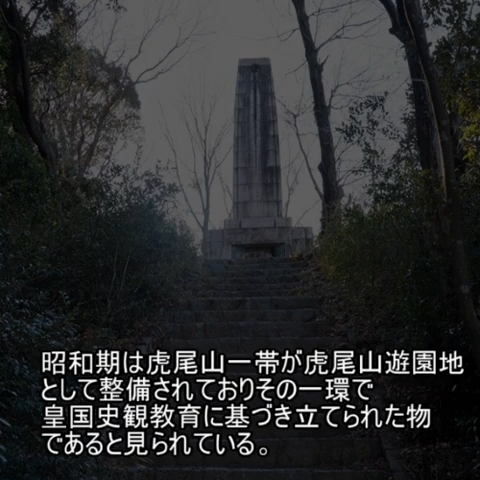 昭和期は虎尾山一帯が虎尾山遊園地
として整備されておりその一環で
皇国史観教育に基づき立てられた物
であると見られている。